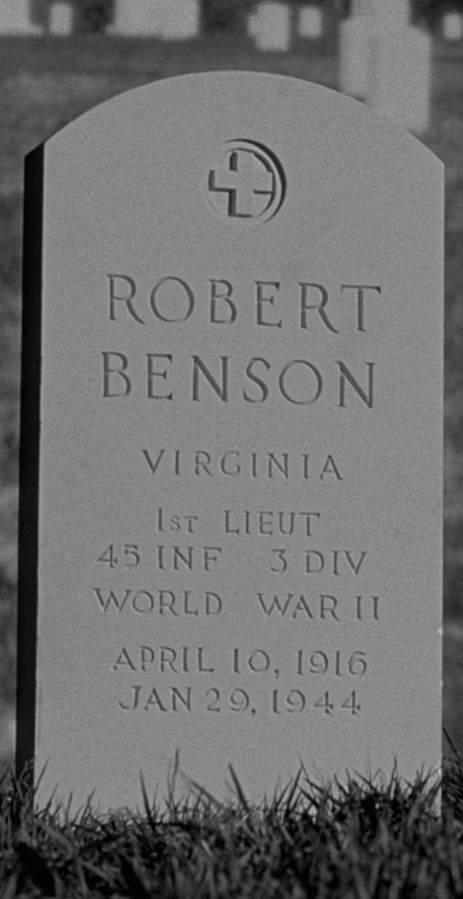 ROBERT
BENSON
VIRGINIA
1ST LIEUT
45 INF 3 DIV
WORLD WAR II
APRIL 10, 1916
JAN 29, 1944